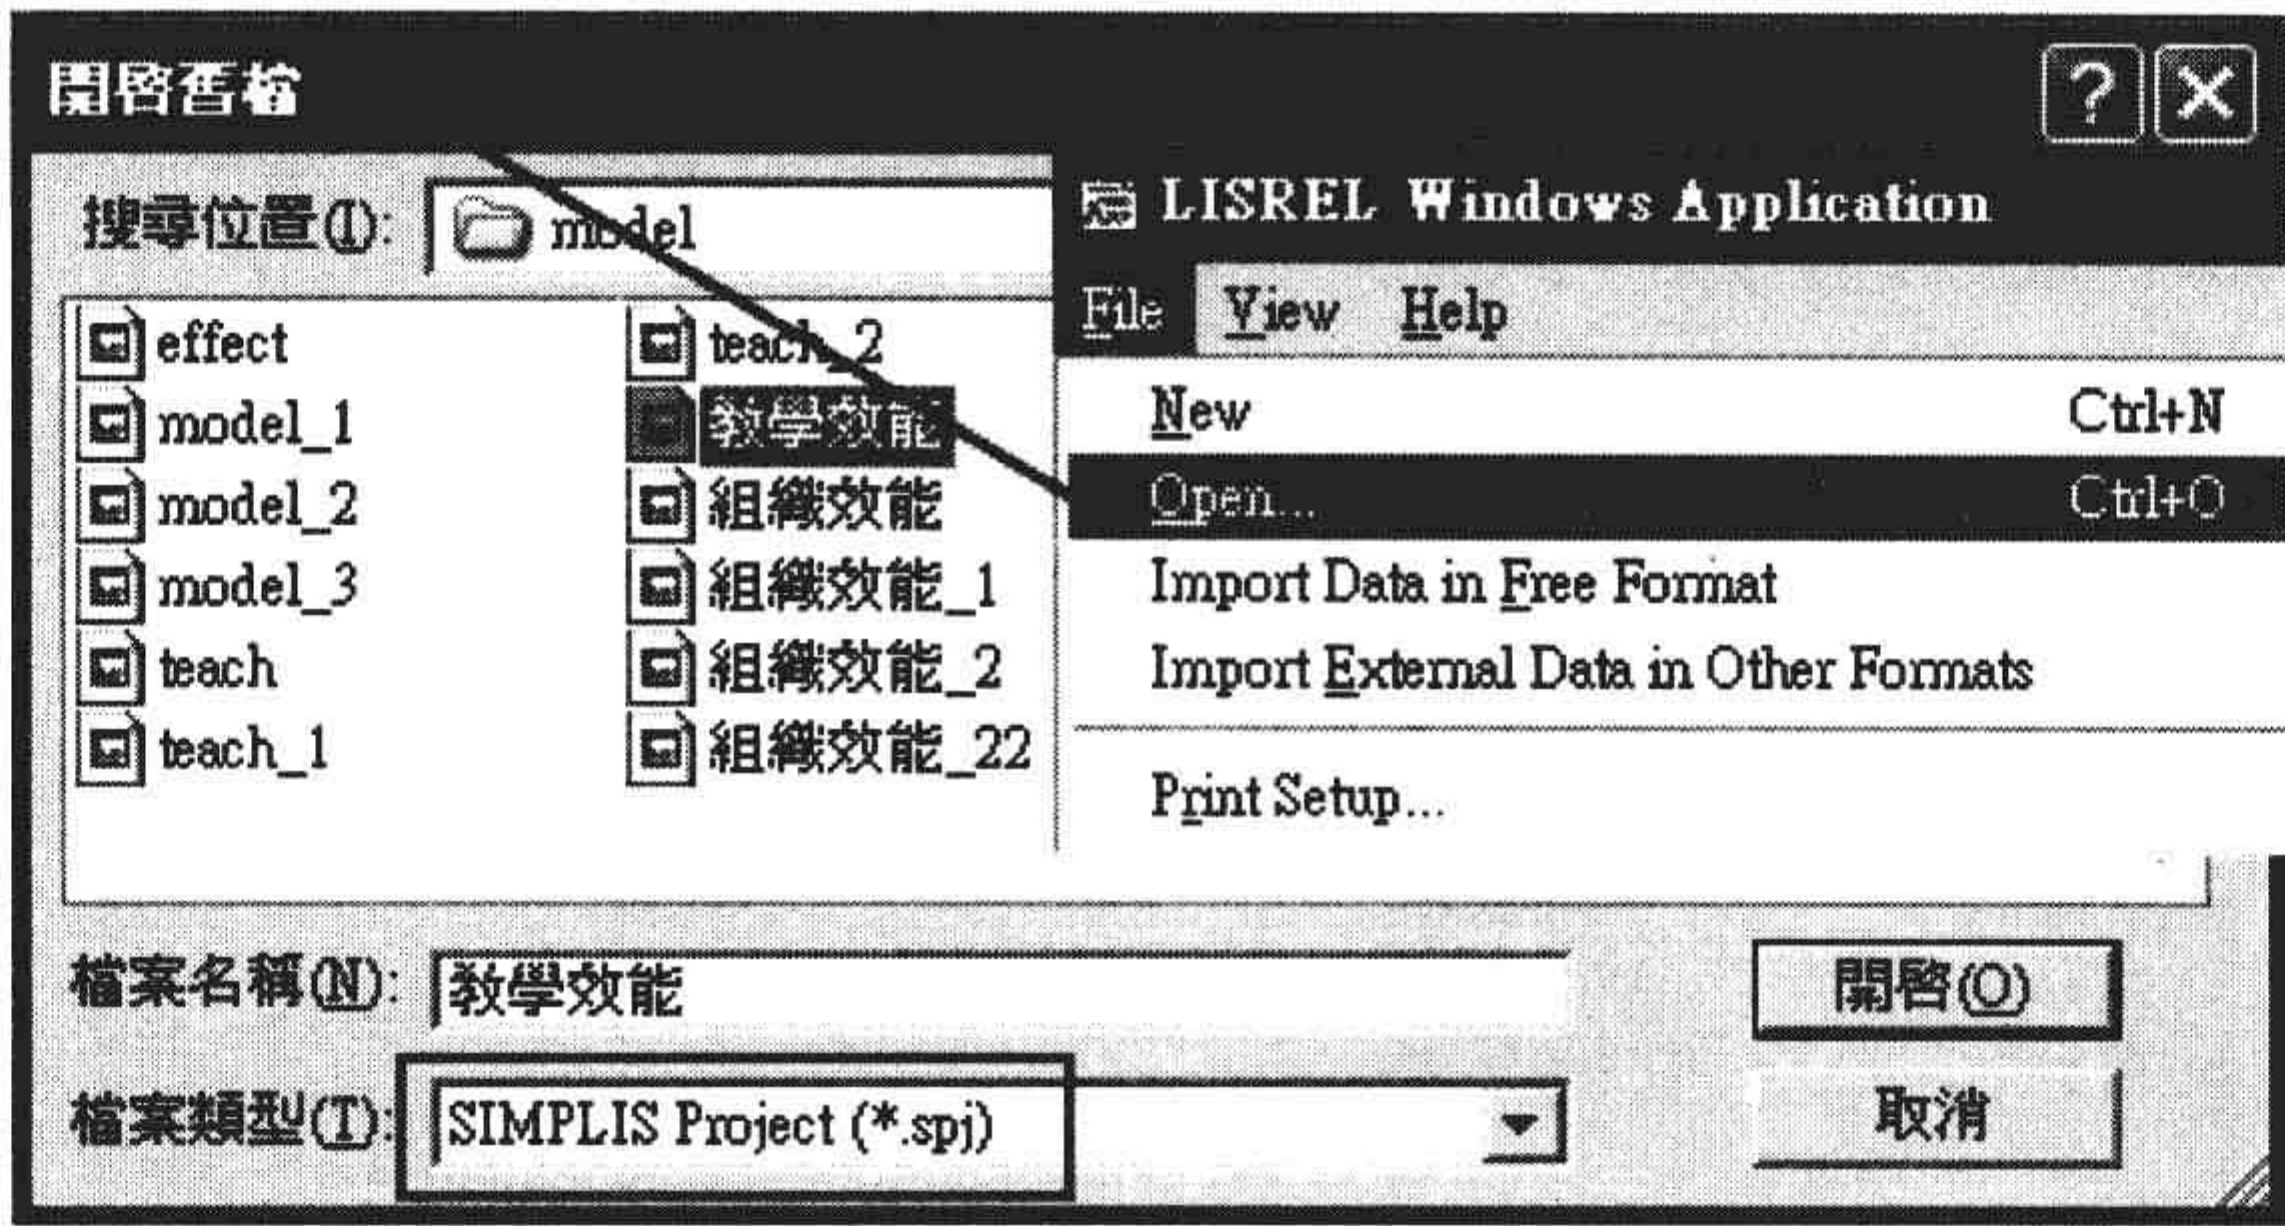 開啓舊檔
搜尋位置(I):
model
effect
model_1
model_2
model_3
teach
teach_1
teach_2
教學效能
組織效能
組織效能_1
組織效能_2
組織效能_22
LISREL Windows Application
File View Help
New Ctrl+N
Open... Ctrl+O
Import Data in Free Format
Import External Data in Other Formats
Print Setup...
檔案名稱(N):
教學效能
開啓(O)
檔案類型(T):
SIMPLIS Project (*.spj)
取消